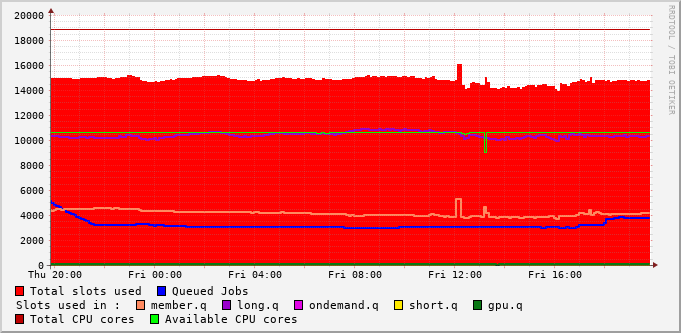 20000
18000
16000
14000
12000
10000
8000
6000
4000
2000
0
Thu 20:00 Fri 00:00 Fri 04:00 Fri 08:00 Fri 12:00 Fri 16:00
Total slots used Queued Jobs
Slots used in : member.q long.q ondemand.q short.q gpu.q
Total CPU cores Available CPU cores
RRDTOOL / TOBI OETIKER